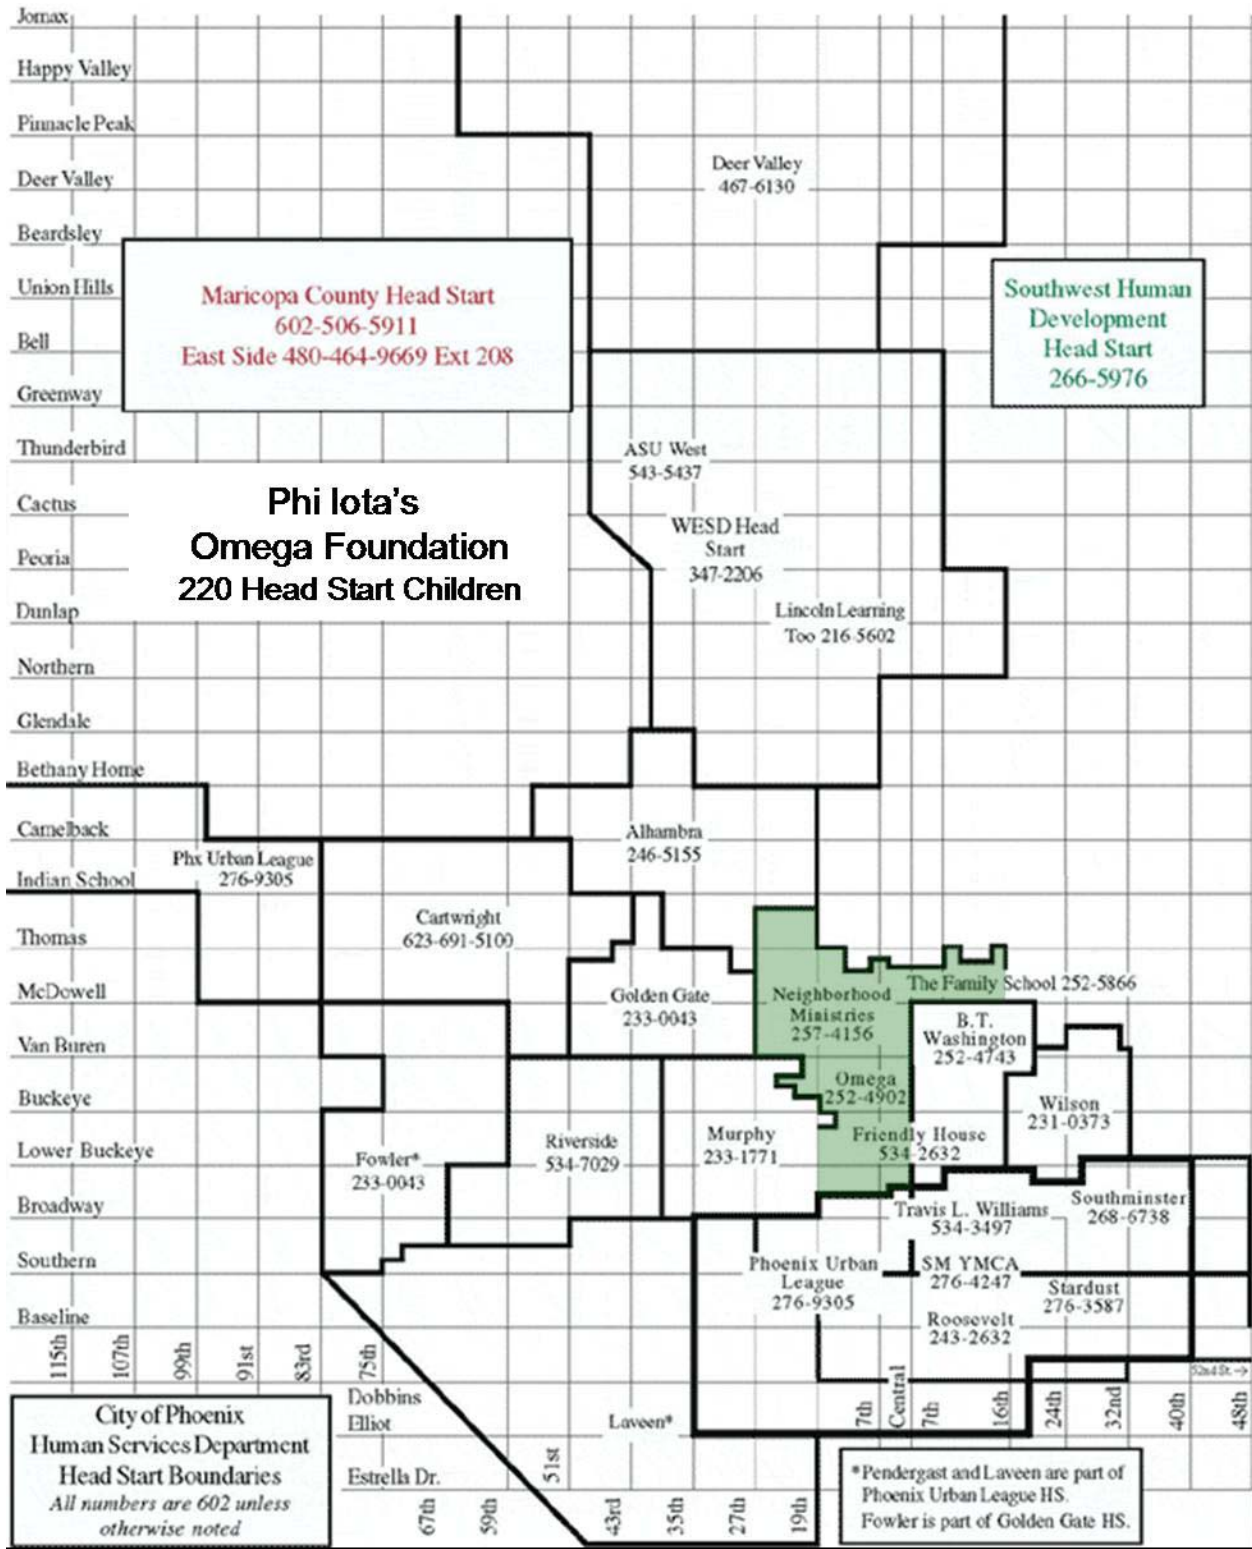 Jomax
Happy Valley
Pinnacle Peak
Deer Valley
467-6130
Deer Valley
Beardsley
Union Hills
Bell
Maricopa County Head Start
602-506-5911
East Side 480-464-9669 Ext 208
Southwest Human
Development
Head Start
266-5976
Greenway
Thunderbird
ASU West
543-5437
Cactus
Phi Iota's
Omega Foundation
220 Head Start Children
WESD Head
Start
347-2206
Peoria
Dunlap
Lincoln Learning
Too 216-5602
Northern
Glendale
Bethany Home
Camelback
Alhambra
246-5155
Phx Urban League
276-9305
Indian School
Cartwright
623-691-5100
Thomas
McDowell
Golden Gate
233-0043
Neighborhood
Ministries
257-4156
The Family School 252-5866
B.T.
Washington
252-4743
Van Buren
Buckeye
Omega
252-4902
Wilson
231-0373
Lower Buckeye
Fowler*
233-0043
Riverside
534-7029
Murphy
233-1771
Friendly House
534-2632
Broadway
Travis L. Williams
534-3497
Southminster
268-6738
Southern
Phoenix Urban
League
276-9305
SM YMCA
276-4247
Stardust
276-3587
Baseline
Roosevelt
243-2632
115th
107th
99th
91st
83rd
75th
52nd St. →
Dobbins
Elliot
Estrella Dr.
Laveen*
67th
59th
51st
43rd
35th
27th
19th
7th
Central
7th
16th
24th
32nd
40th
48th
City of Phoenix
Human Services Department
Head Start Boundaries
All numbers are 602 unless
otherwise noted
*Pendergast and Laveen are part of
Phoenix Urban League HS.
Fowler is part of Golden Gate HS.